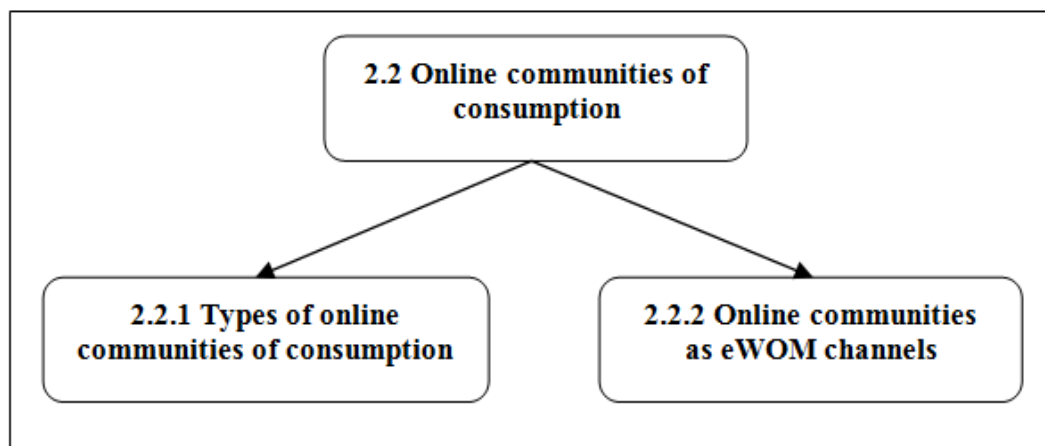 2.2 Online communities of
consumption
2.2.1 Types of online
communities of consumption
2.2.2 Online communities
as eWOM channels